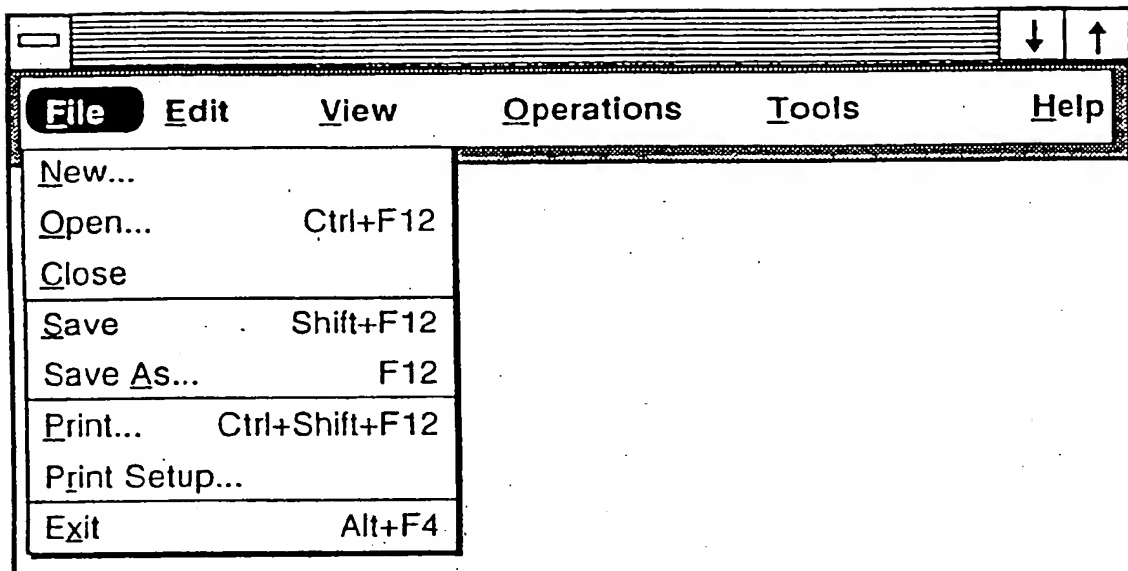 File Edit View Operations Tools Help
New...
Open... Ctrl+F12
Close
Save Shift+F12
Save As... F12
Print... Ctrl+Shift+F12
Print Setup...
Exit Alt+F4